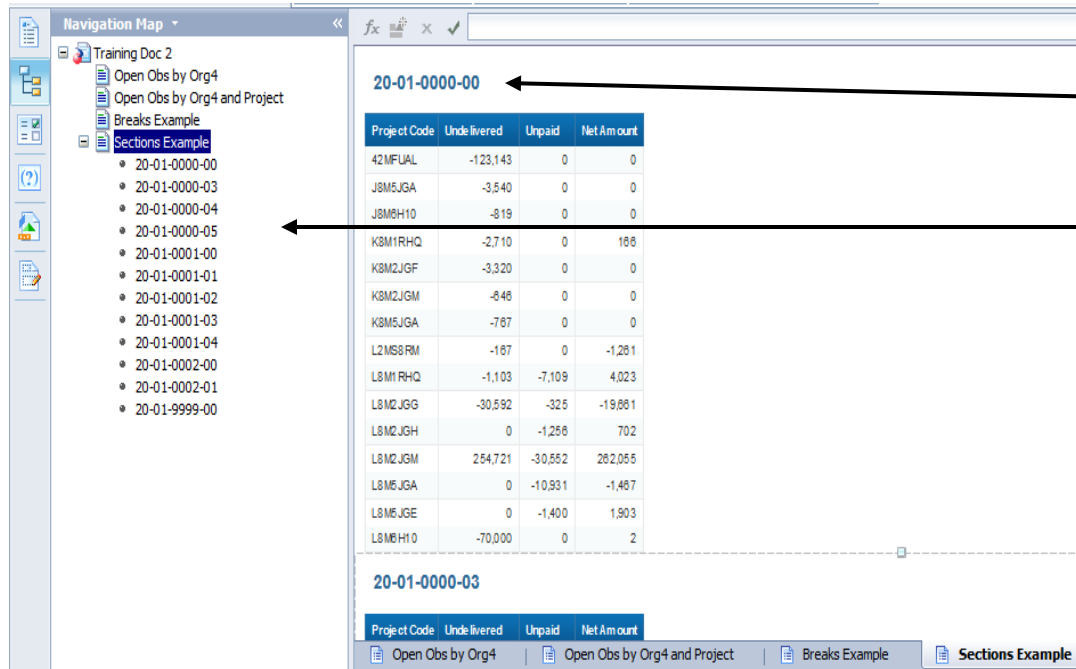 Navigation Map
Training Doc 2
Open Obs by Org4
Open Obs by Org4 and Project
Breaks Example
Sections Example
20-01-0000-00
20-01-0000-03
20-01-0000-04
20-01-0000-05
20-01-0001-00
20-01-0001-01
20-01-0001-02
20-01-0001-03
20-01-0001-04
20-01-0002-00
20-01-0002-01
20-01-9999-00
fx
20-01-0000-00
Project Code Undelivered Unpaid Net Amount
42MFUAL -123,143 0 0
J8M5JGA -3,540 0 0
J8M6H10 -819 0 0
K8M1RHQ -2,710 0 166
K8M2JGF -3,320 0 0
K8M2JGM -646 0 0
K8M5JGA -767 0 0
L2MS8RM -167 0 -1,261
L8M1RHQ -1,103 -7,109 4,023
L8M2JGG -30,592 -325 -19,661
L8M2JGH 0 -1,256 702
L8M2JGM 254,721 -30,552 262,055
L8M5JGA 0 -10,931 -1,467
L8M5JGE 0 -1,400 1,903
L8M6H10 -70,000 0 2
20-01-0000-03
Project Code Undelivered Unpaid Net Amount
Open Obs by Org4 Open Obs by Org4 and Project Breaks Example Sections Example